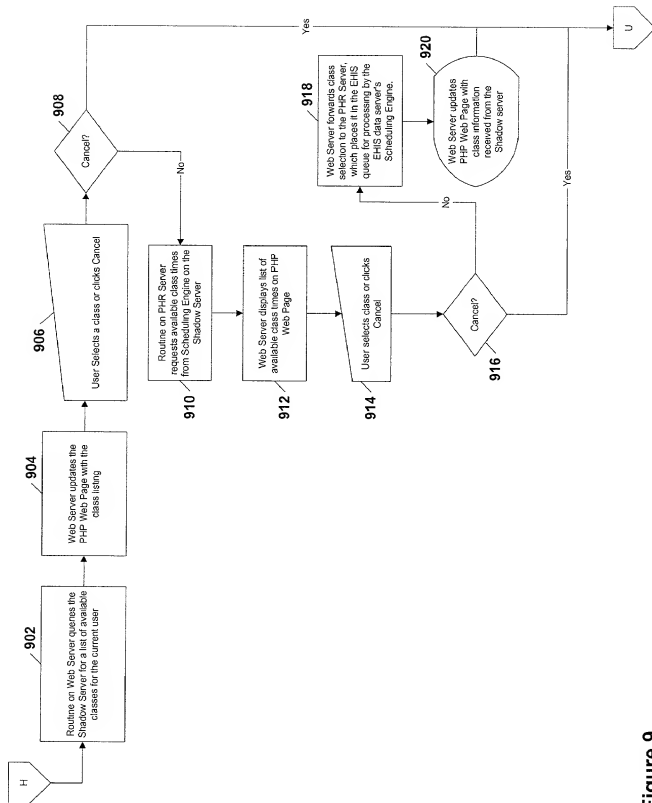 H
902
Routine on Web Server queries the
Shadow Server for a list of available
classes for the current user
904
Web Server updates the
PHP Web Page with the
class listing
906
User Selects a class or clicks Cancel
908
Cancel?
Yes
No
910
Routine on PHR Server
requests available class times
from Scheduling Engine on the
Shadow Server
912
Web Server displays list of
available class times on PHP
Web Page
914
User selects class or clicks
Cancel
916
Cancel?
No
Yes
918
Web Server forwards class
selection to the PHR Server,
which places it in the EHIS
queue for processing by the
EHIS data server's
Scheduling Engine.
920
Web Server updates
PHP Web Page with
class information
received from the
Shadow server
U
Figure 9